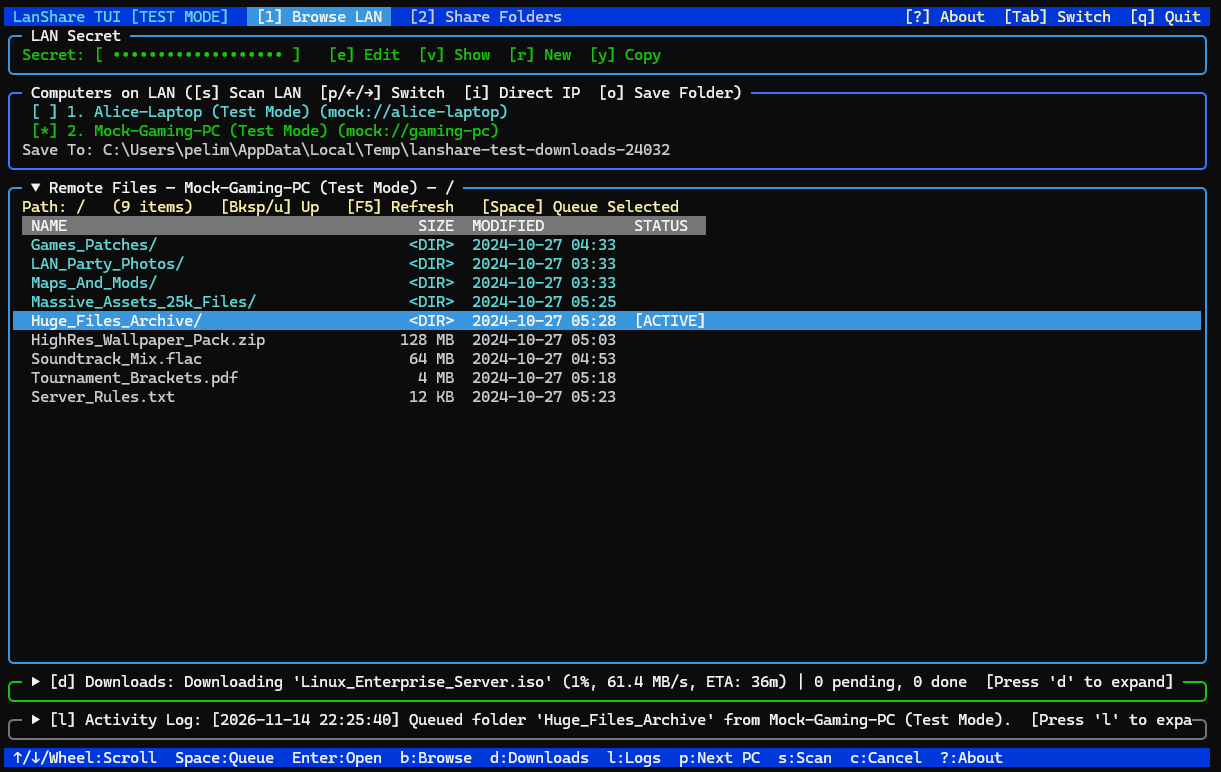 LanShare TUI [TEST MODE] [1] Browse LAN [2] Share Folders [?] About [Tab] Switch [q] Quit
LAN Secret
Secret: [ ••••••••••••••••••• ] [e] Edit [v] Show [r] New [y] Copy
Computers on LAN ([s] Scan LAN [p/←/→] Switch [i] Direct IP [o] Save Folder)
[ ] 1. Alice-Laptop (Test Mode) (mock://alice-laptop)
[*] 2. Mock-Gaming-PC (Test Mode) (mock://gaming-pc)
Save To: C:\Users\pelim\AppData\Local\Temp\lanshare-test-downloads-24032
▼ Remote Files — Mock-Gaming-PC (Test Mode) — /
Path: / (9 items) [Bksp/u] Up [F5] Refresh [Space] Queue Selected
NAME SIZE MODIFIED STATUS
Games_Patches/ <DIR> 2024-10-27 04:33
LAN_Party_Photos/ <DIR> 2024-10-27 03:33
Maps_And_Mods/ <DIR> 2024-10-27 03:33
Massive_Assets_25k_Files/ <DIR> 2024-10-27 05:25
Huge_Files_Archive/ <DIR> 2024-10-27 05:28 [ACTIVE]
HighRes_Wallpaper_Pack.zip 128 MB 2024-10-27 05:03
Soundtrack_Mix.flac 64 MB 2024-10-27 04:53
Tournament_Brackets.pdf 4 MB 2024-10-27 05:18
Server_Rules.txt 12 KB 2024-10-27 05:23
► [d] Downloads: Downloading 'Linux_Enterprise_Server.iso' (1%, 61.4 MB/s, ETA: 36m) | 0 pending, 0 done [Press 'd' to expand]
► [l] Activity Log: [2026-11-14 22:25:40] Queued folder 'Huge_Files_Archive' from Mock-Gaming-PC (Test Mode). [Press 'l' to expa
↑/↓/Wheel:Scroll Space:Queue Enter:Open b:Browse d:Downloads l:Logs p:Next PC s:Scan c:Cancel ?:About